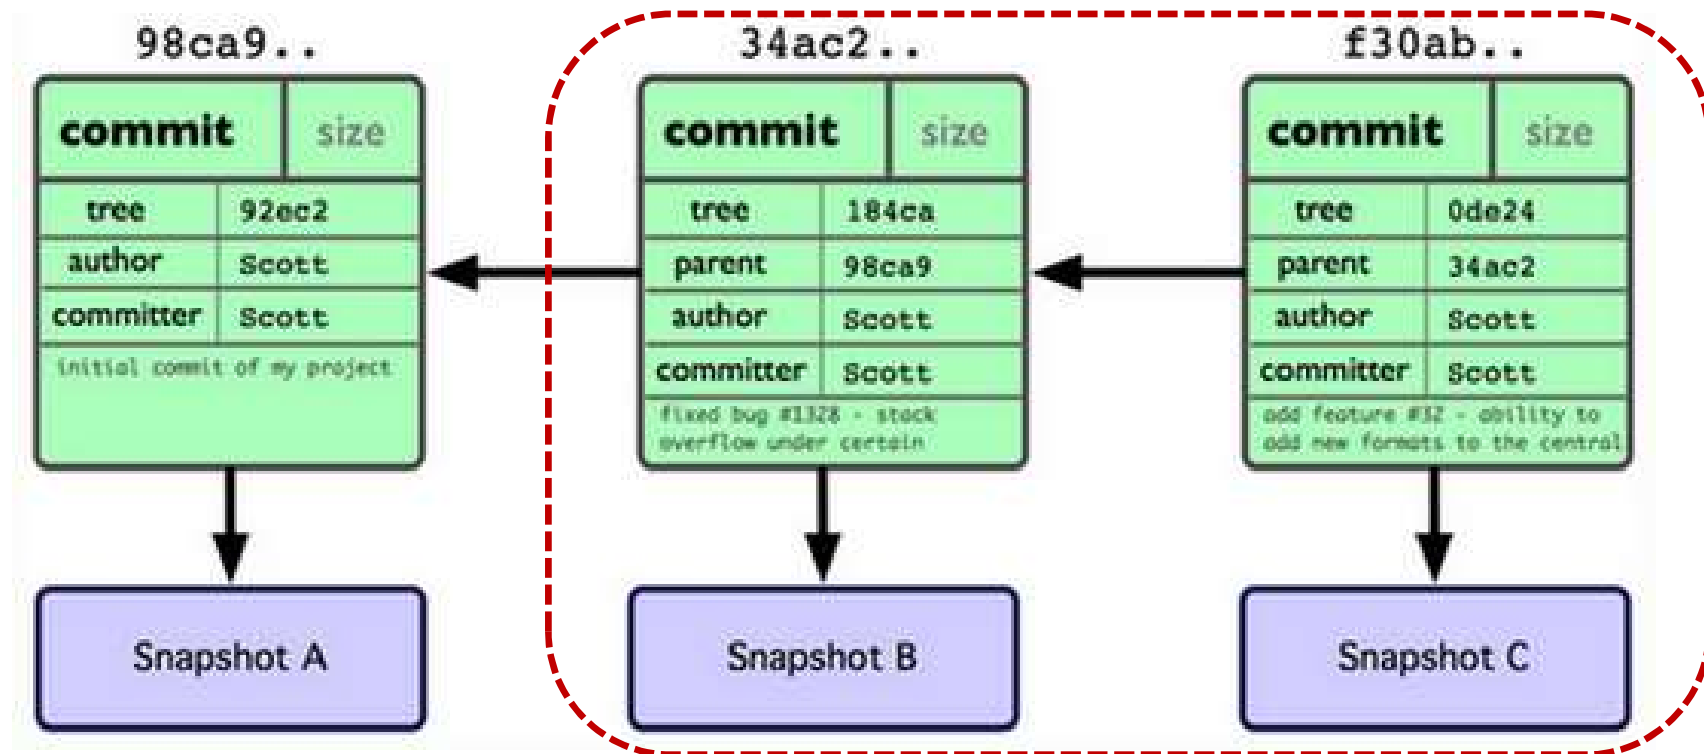 98ca9..
34ac2..
f30ab..
commit size
tree 92ec2
author Scott
committer Scott
initial commit of my project
commit size
tree 184ca
parent 98ca9
author Scott
committer Scott
fixed bug #1328 - stack
overflow under certain
commit size
tree 0de24
parent 34ac2
author Scott
committer Scott
add feature #32 - ability to
add new formats to the central
Snapshot A
Snapshot B
Snapshot C